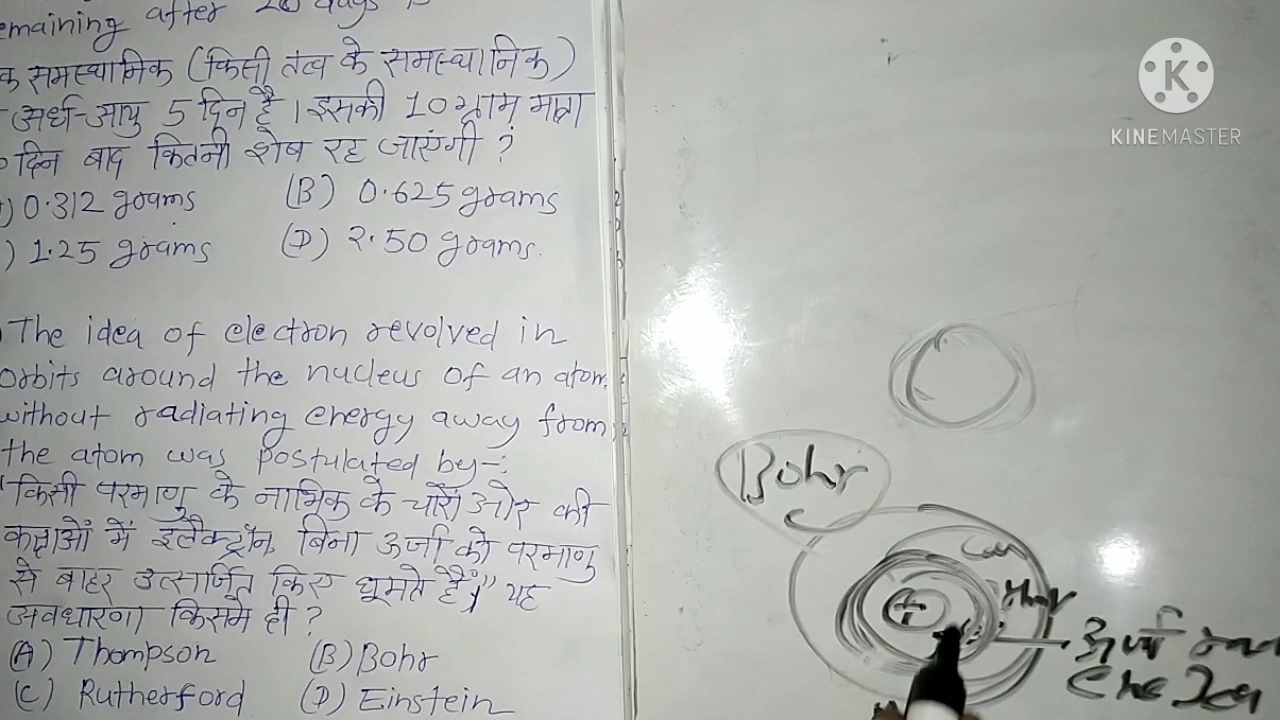 emaining after 20 days is
क समस्थानिक (किसी तत्व के समस्थानिक)
अर्ध-आयु 5 दिन है। इसकी 10 ग्राम मात्रा
० दिन बाद कितनी शेष रह जाएंगी ?
) 0.312 grams (B) 0.625 grams
) 1.25 grams (D) 2.50 grams.
The idea of electron revolved in
orbits around the nucleus of an atom
without radiating energy away from
the atom was postulated by-:
"किसी परमाणु के नाभिक के चारों ओर की
कक्षाओं में इलैक्ट्रॉन, बिना ऊर्जा को परमाणु
से बाहर उत्सर्जित किए घूमते हैं," यह
अवधारणा किसने दी ?
(A) Thompson (B) Bohr
(C) Rutherford (D) Einstein
K
KINEMASTER
Bohr
+
ऊर्जा